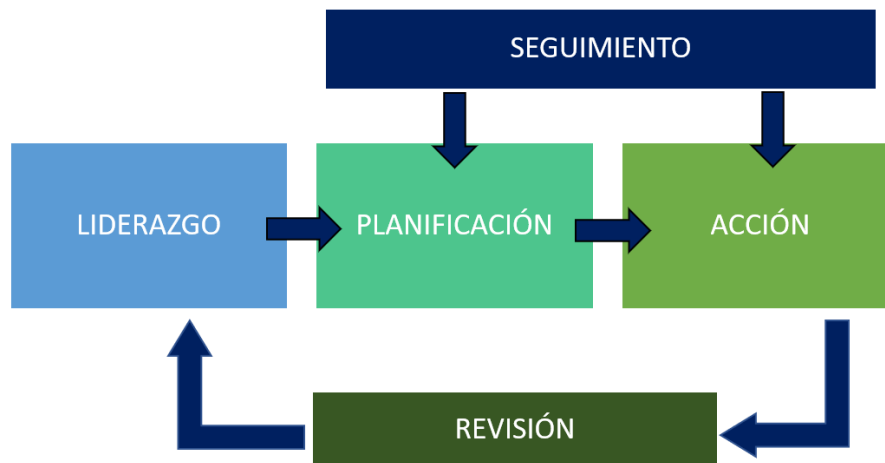 SEGUIMIENTO
LIDERAZGO
PLANIFICACIÓN
ACCIÓN
REVISIÓN